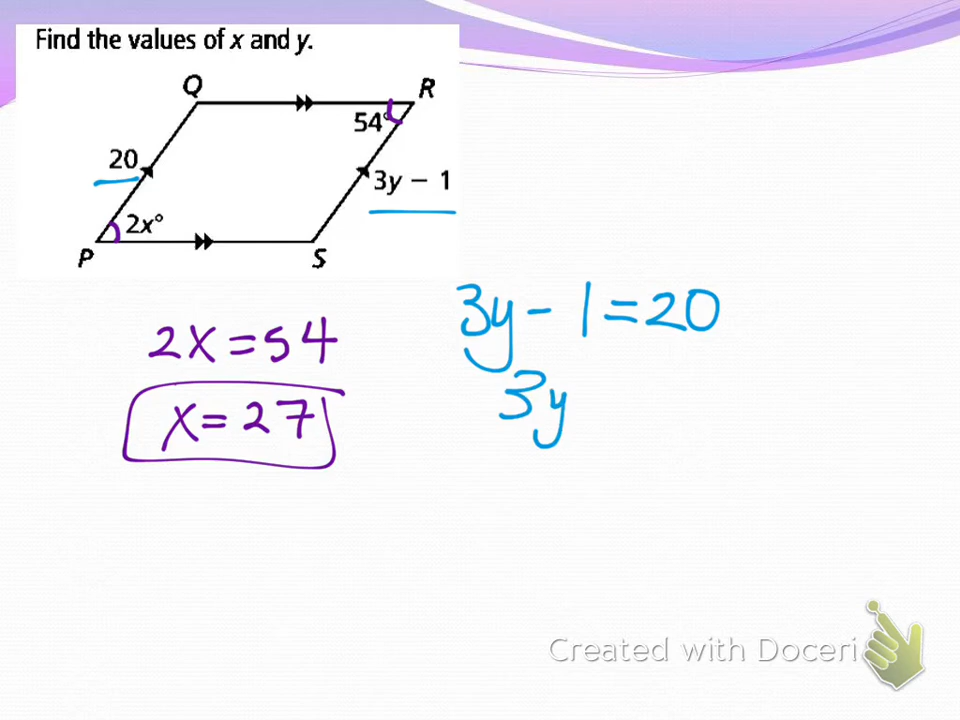 Find the values of x and y.
Q
R
54°
20
3y − 1
2x°
P
S
2x=54
x=27
3y-1=20
3y
Created with Doceri